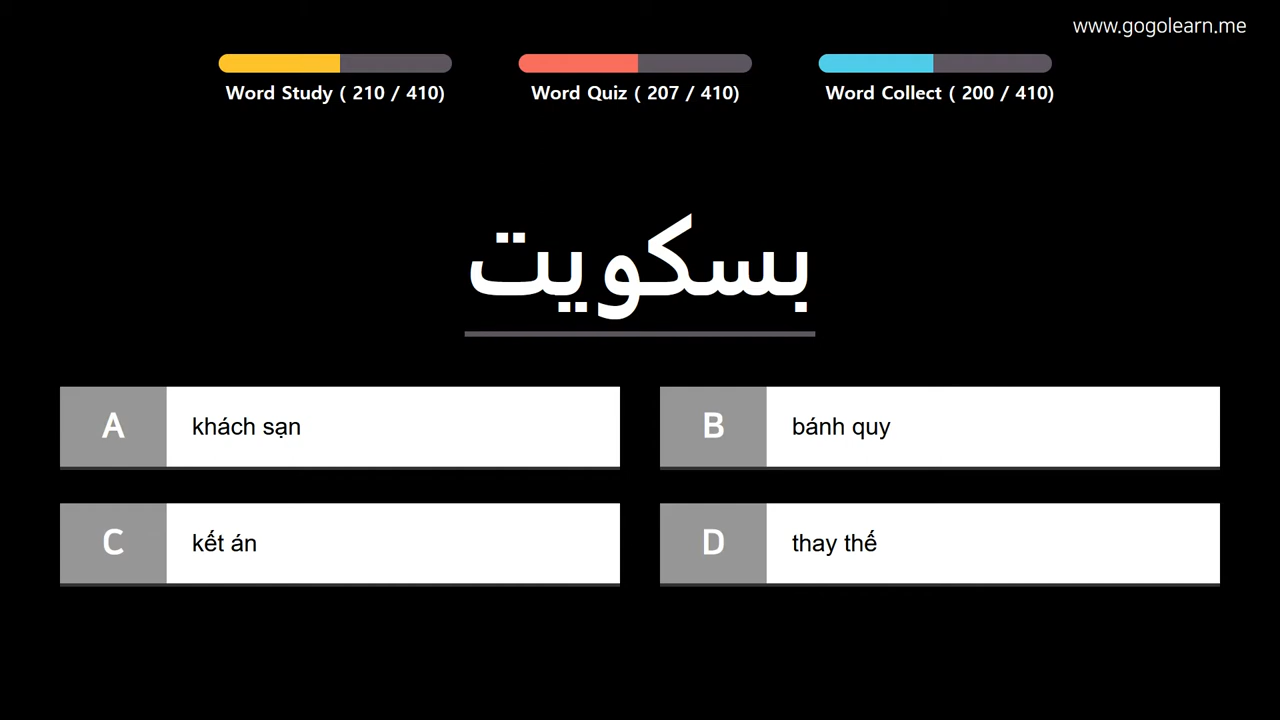 www.gogolearn.me
Word Study ( 210 / 410)
Word Quiz ( 207 / 410)
Word Collect ( 200 / 410)
بسكويت
A khách sạn
B bánh quy
C kết án
D thay thế